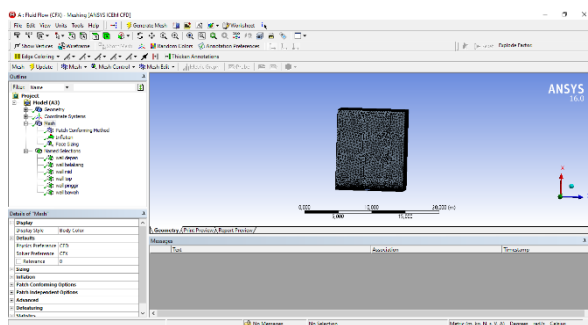 A : Fluid Flow (CFX) - Meshing [ANSYS ICEM CFD]
File Edit View Units Tools Help Generate Mesh Worksheet
Show Vertices Wireframe Random Colors Annotation Preferences Explode Factor
Edge Coloring Thicken Annotations
Mesh Update Mesh Mesh Control Mesh Edit
Outline
Filter: Name
Project
Model (A3)
Geometry
Coordinate Systems
Mesh
Patch Conforming Method
Inflation
Face Sizing
Named Selections
wall depan
wall belakang
wall mid
wall top
wall pinggir
wall bawah
ANSYS
16.0
0,000 10,000 20,000 (m)
5,000 15,000
Geometry Print Preview Report Preview
Details of "Mesh"
Display
Display Style Body Color
Defaults
Physics Preference CFD
Solver Preference CFX
Relevance 0
Sizing
Inflation
Patch Conforming Options
Patch Independent Options
Advanced
Defeaturing
Statistics
Messages
Text Association Timestamp
No Messages No Selection